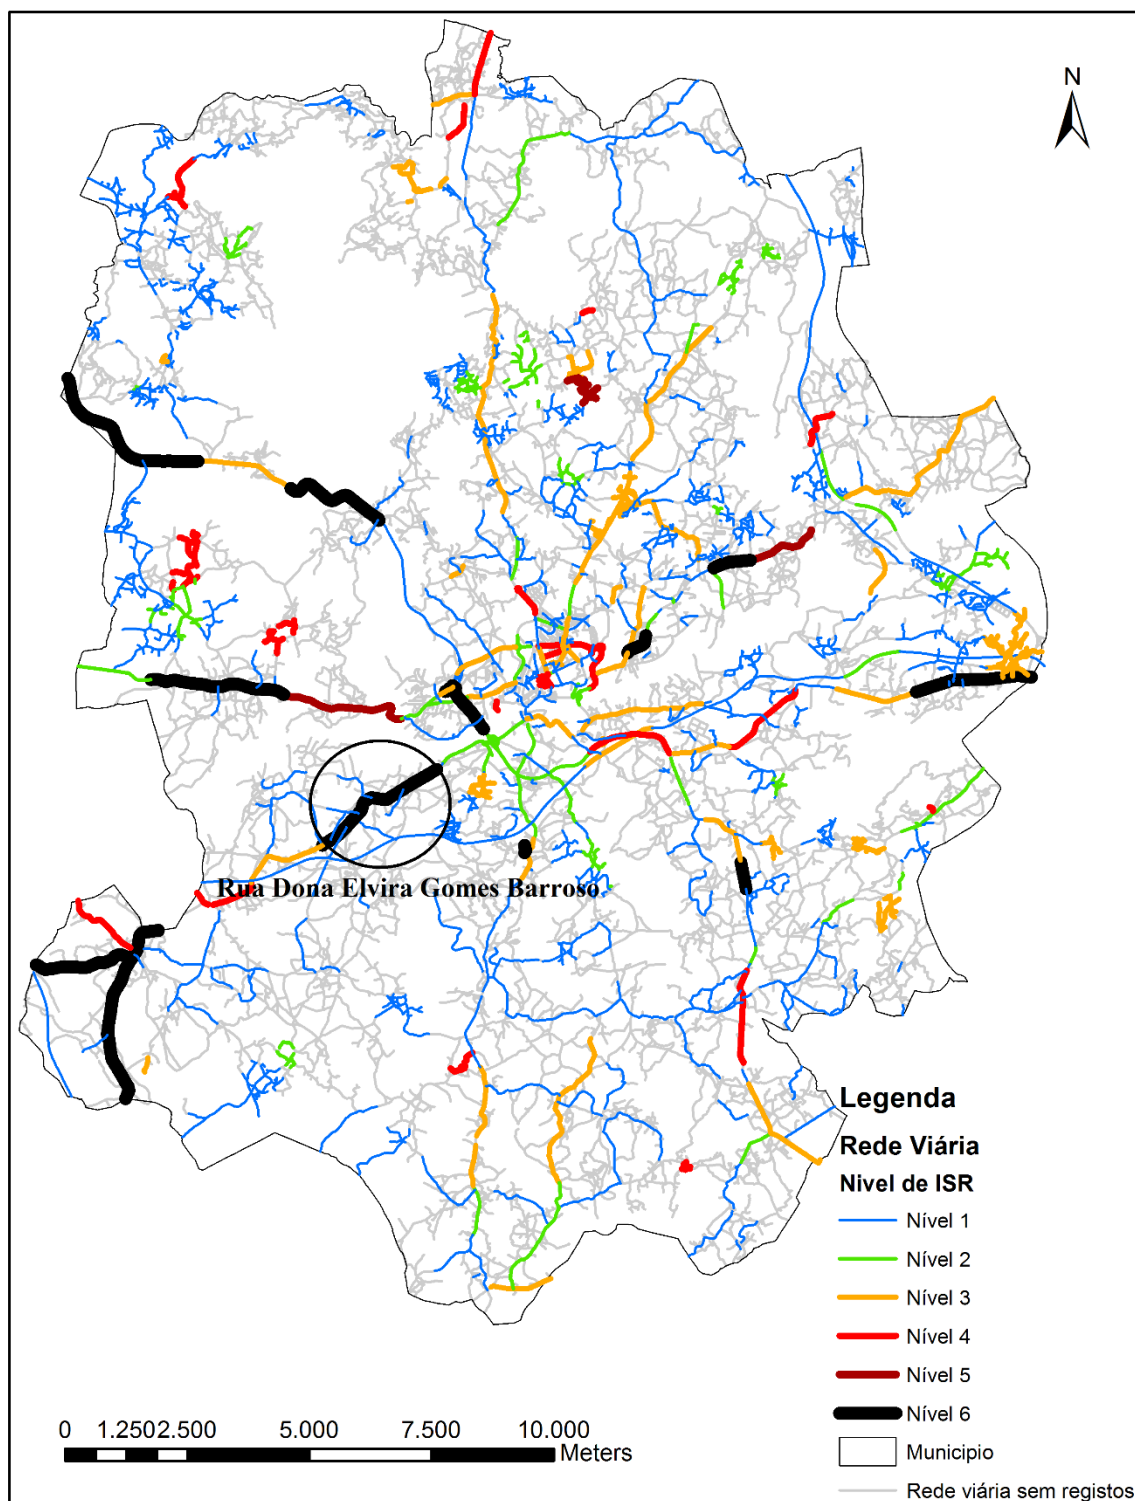 N
Rua Dona Elvira Gomes Barroso
Legenda
Rede Viária
Nivel de ISR
Nível 1
Nível 2
Nível 3
Nível 4
Nível 5
Nível 6
Municipio
Rede viária sem registos
0 1.250 2.500 5.000 7.500 10.000
Meters